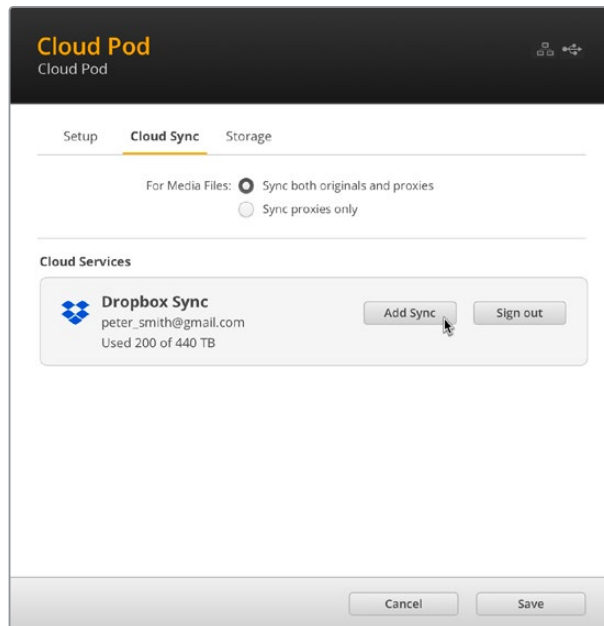 Cloud Pod
Cloud Pod
Setup Cloud Sync Storage
For Media Files: Sync both originals and proxies
Sync proxies only
Cloud Services
Dropbox Sync
peter_smith@gmail.com
Used 200 of 440 TB
Add Sync Sign out
Cancel Save